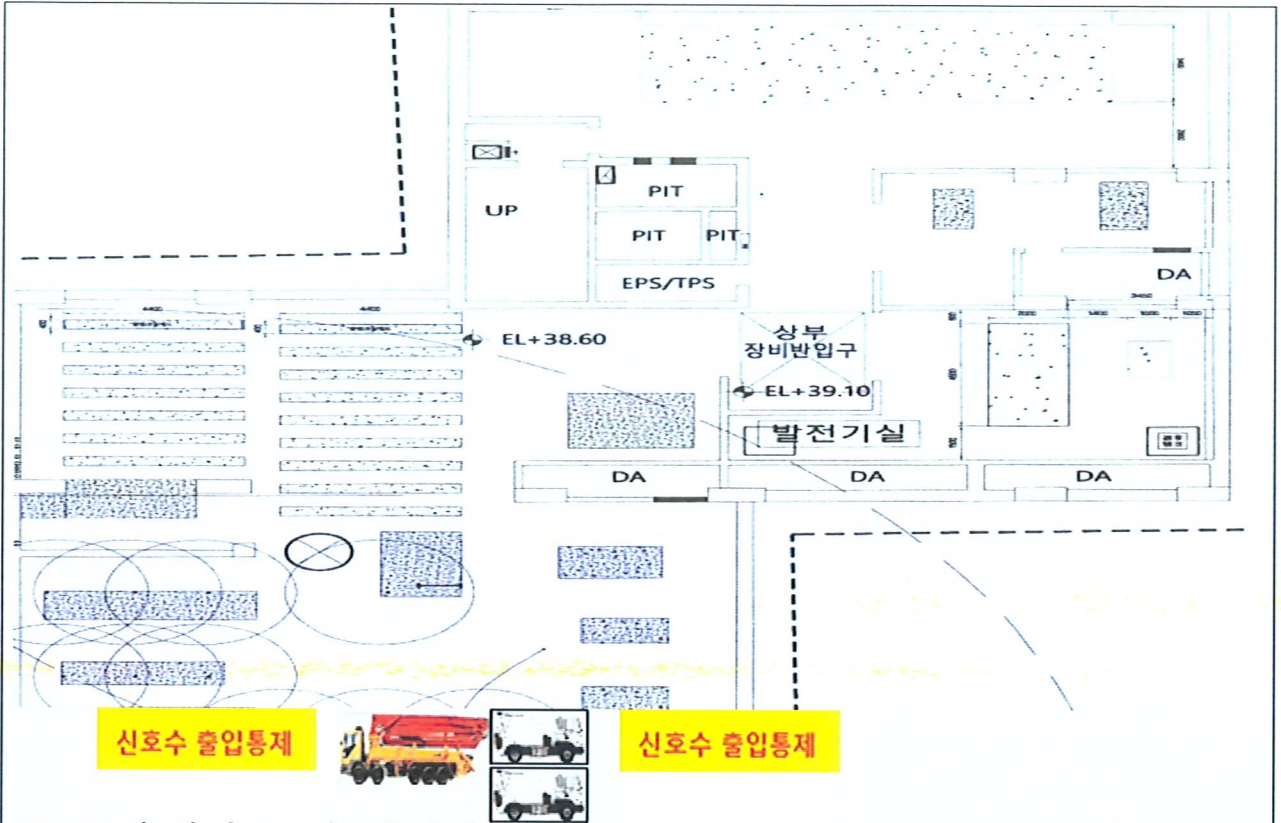 PIT
UP
PIT
PIT
EPS/TPS
DA
4400
4400
EL+38.60
상부
장비반입구
EL+39.10
발전기실
DA
DA
DA
신호수 출입통제
신호수 출입통제